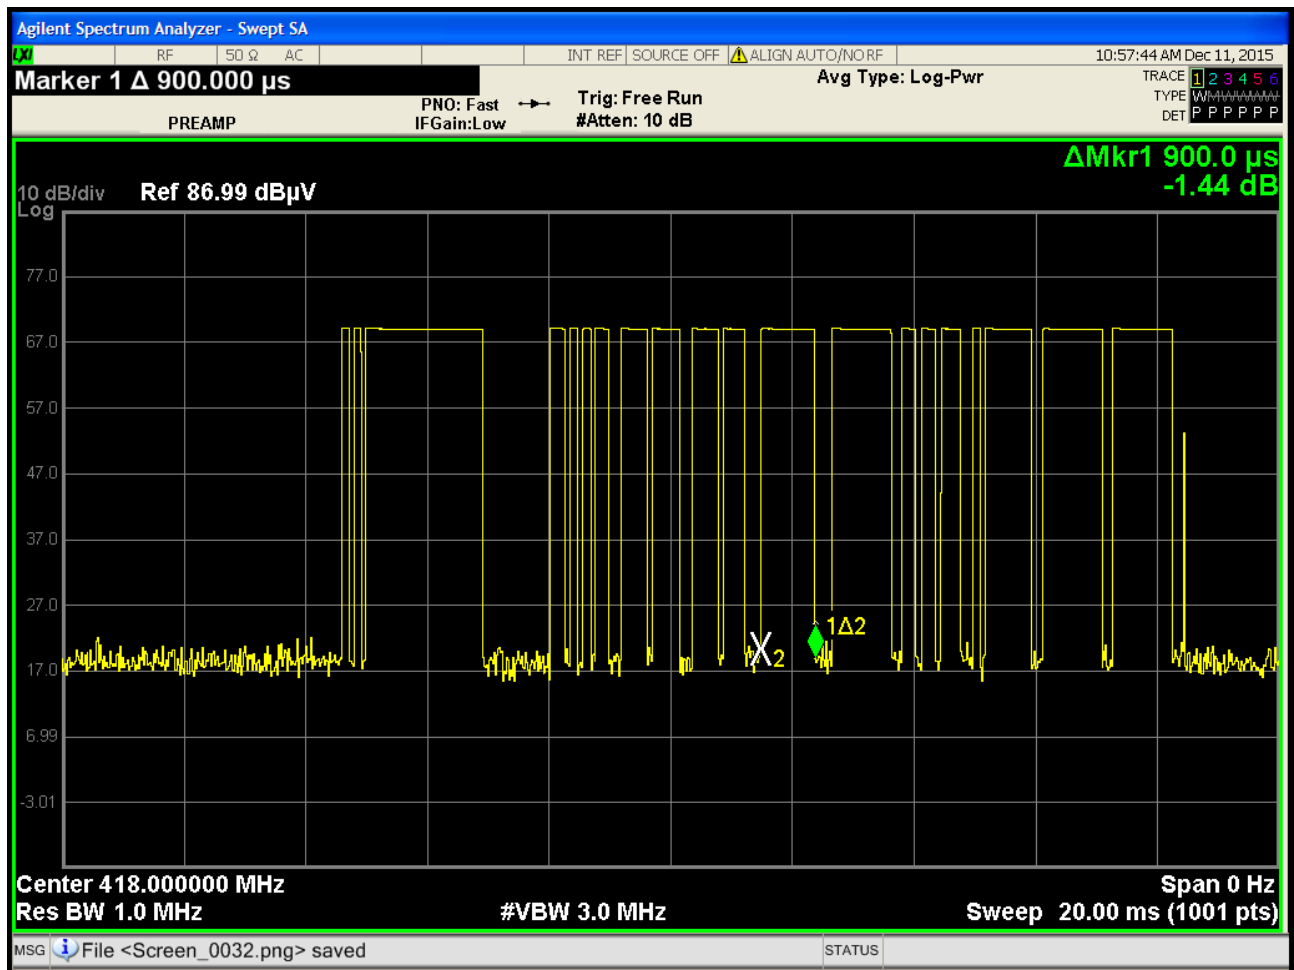 Agilent Spectrum Analyzer - Swept SA
LXI RF 50 Ω AC INT REF SOURCE OFF ALIGN AUTO/NO RF 10:57:44 AM Dec 11, 2015
Marker 1 Δ 900.000 µs Avg Type: Log-Pwr TRACE 1 2 3 4 5 6
PNO: Fast Trig: Free Run TYPE WMWWWWW
PREAMP IFGain:Low #Atten: 10 dB DET P P P P P P
ΔMkr1 900.0 µs
10 dB/div Ref 86.99 dBµV -1.44 dB
Log
77.0
67.0
57.0
47.0
37.0
27.0
1Δ2
2
17.0
6.99
-3.01
Center 418.000000 MHz Span 0 Hz
Res BW 1.0 MHz #VBW 3.0 MHz Sweep 20.00 ms (1001 pts)
MSG File <Screen_0032.png> saved STATUS